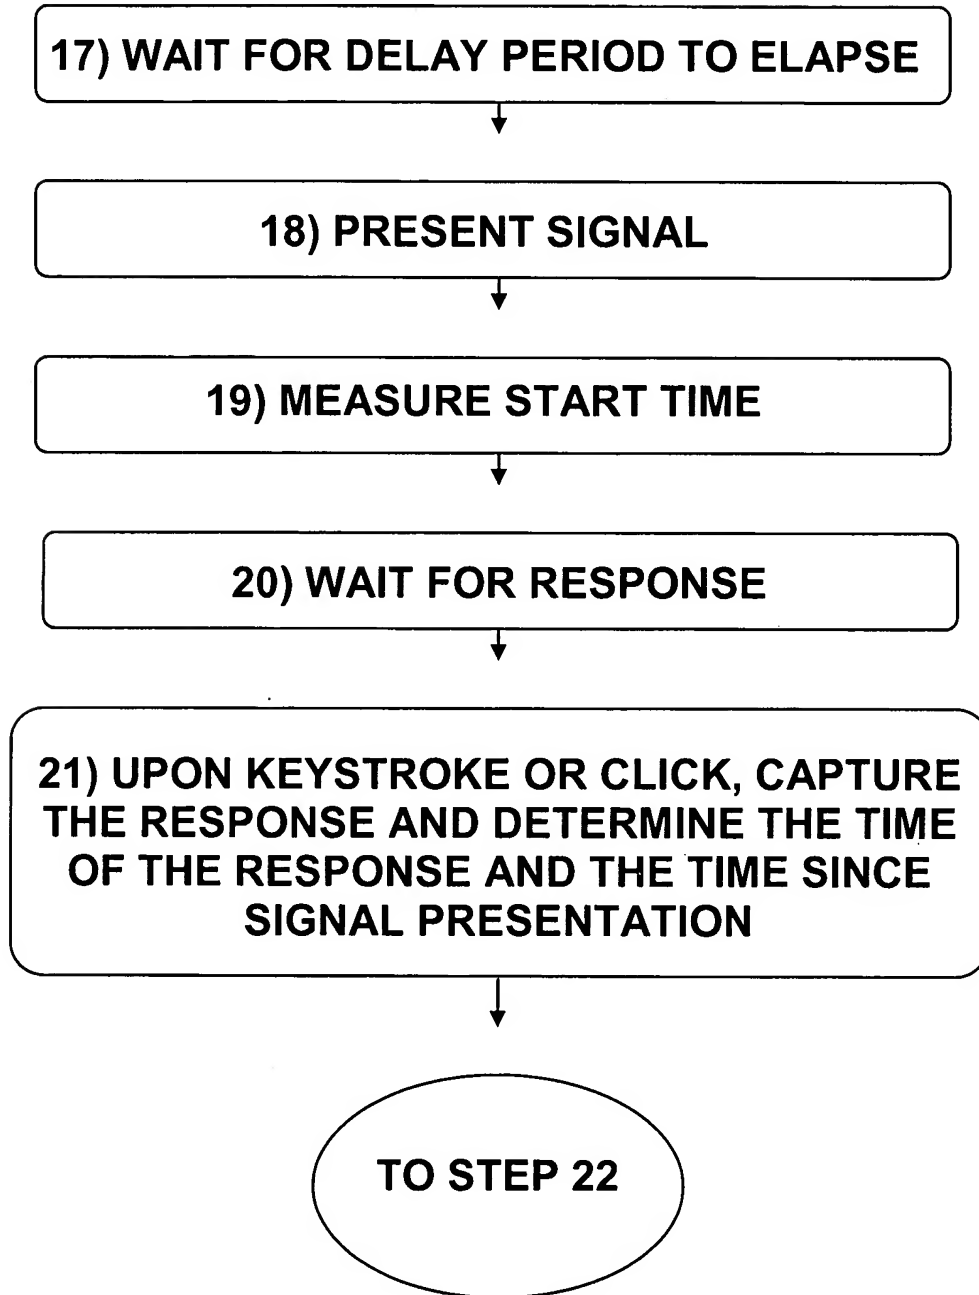 17) WAIT FOR DELAY PERIOD TO ELAPSE
18) PRESENT SIGNAL
19) MEASURE START TIME
20) WAIT FOR RESPONSE
21) UPON KEYSTROKE OR CLICK, CAPTURE
THE RESPONSE AND DETERMINE THE TIME
OF THE RESPONSE AND THE TIME SINCE
SIGNAL PRESENTATION
TO STEP 22